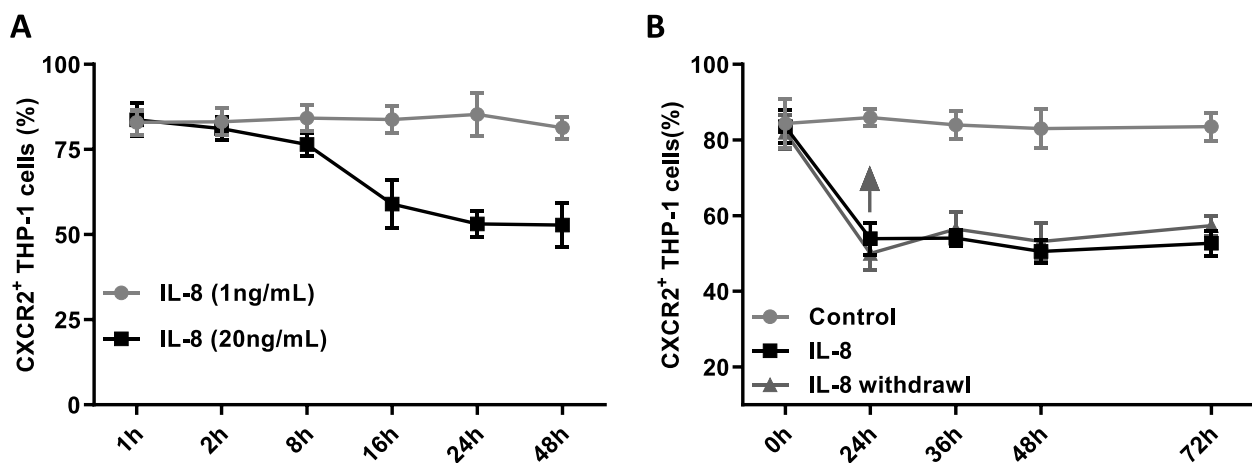 A
CXCR2+ THP-1 cells (%)
100
75
50
25
0
IL-8 (1ng/mL)
IL-8 (20ng/mL)
1h
2h
8h
16h
24h
48h
B
CXCR2+ THP-1 cells(%)
100
80
60
40
20
Control
IL-8
IL-8 withdrawl
0h
24h
36h
48h
72h